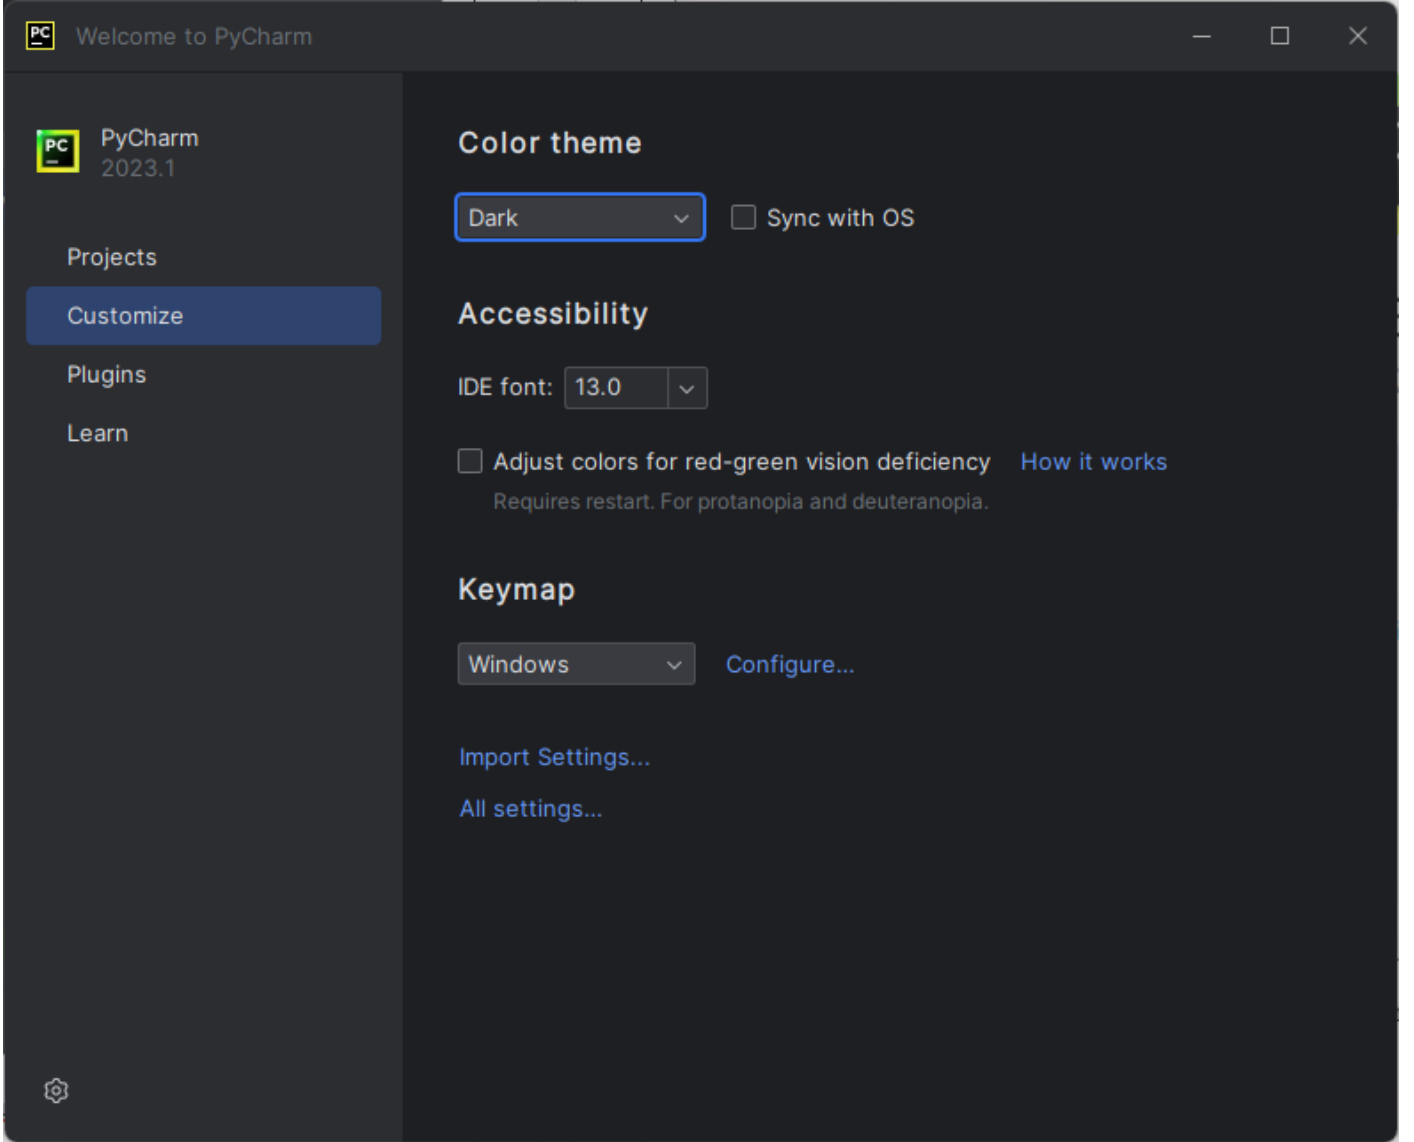 PC Welcome to PyCharm
PC PyCharm
2023.1
Projects
Customize
Plugins
Learn
Color theme
Dark Sync with OS
Accessibility
IDE font: 13.0
Adjust colors for red-green vision deficiency How it works
Requires restart. For protanopia and deuteranopia.
Keymap
Windows Configure...
Import Settings...
All settings...